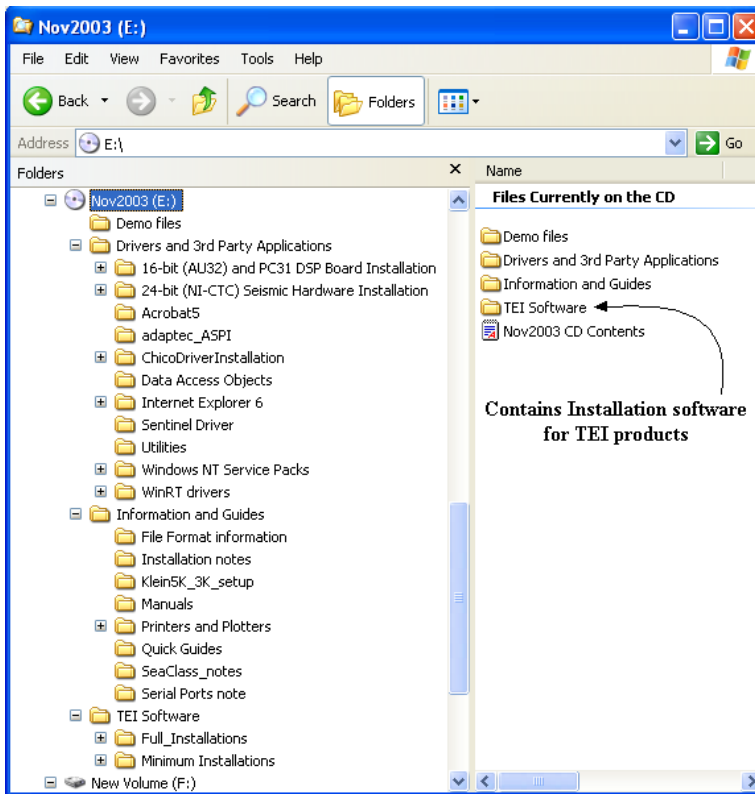 Nov2003 (E:)
File Edit View Favorites Tools Help
Back Search Folders
Address E:\ Go
Folders
Nov2003 (E:)
Demo files
Drivers and 3rd Party Applications
16-bit (AU32) and PC31 DSP Board Installation
24-bit (NI-CTC) Seismic Hardware Installation
Acrobat5
adaptec_ASPI
ChicoDriverInstallation
Data Access Objects
Internet Explorer 6
Sentinel Driver
Utilities
Windows NT Service Packs
WinRT drivers
Information and Guides
File Format information
Installation notes
Klein5K_3K_setup
Manuals
Printers and Plotters
Quick Guides
SeaClass_notes
Serial Ports note
TEI Software
Full_Installations
Minimum Installations
New Volume (F:)
Name
Files Currently on the CD
Demo files
Drivers and 3rd Party Applications
Information and Guides
TEI Software
Nov2003 CD Contents
Contains Installation software
for TEI products